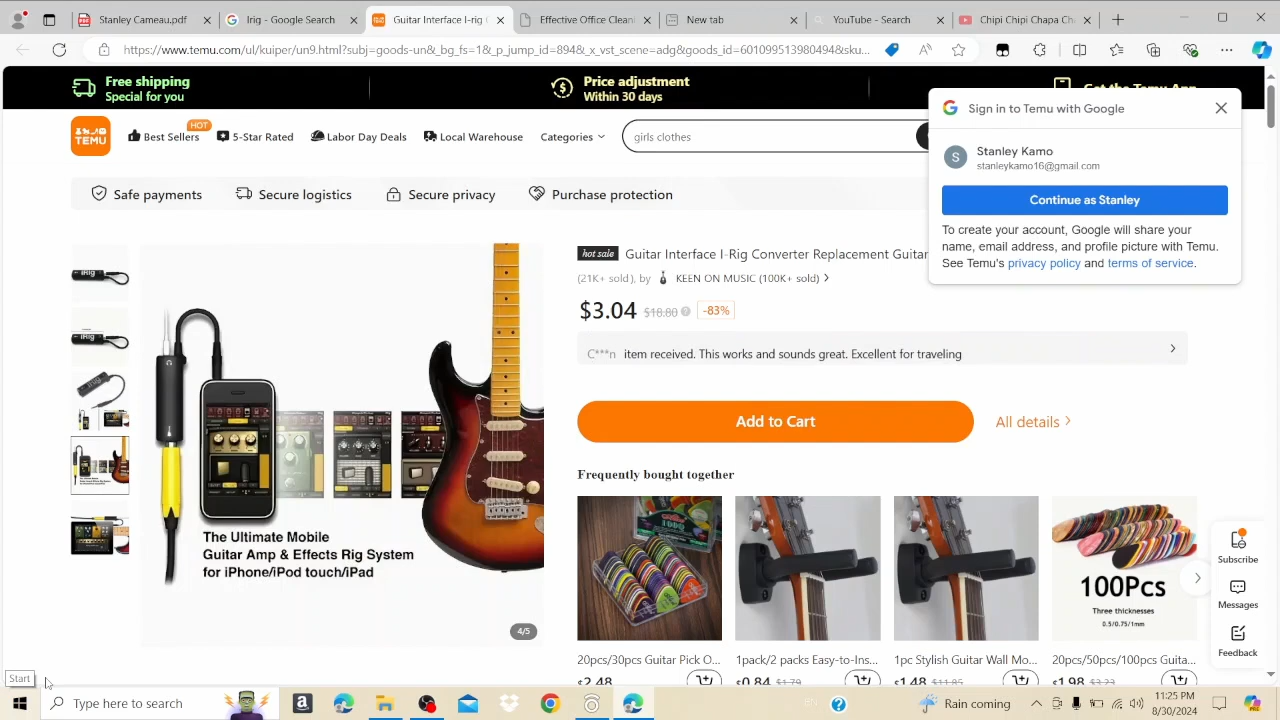 Stanley Cameau.pdf
Song - Google Search
Guitar Interface I-rig Co
Effective Office Cleani
New tab
YouTube - Search
Stanley Chicken
https://www.temu.com/ul/kuiper/un9.html?subj=goods-un&_bg_fs=1&_p_jump_id=894&_x_vst_scene=adg&goods_id=601099513980494&sku...
Free shipping
Special for you
Price adjustment
Within 30 days
Get the Temu App
TEMU
Best Sellers
HOT
5-Star Rated
Labor Day Deals
Local Warehouse
Categories
girls clothes
Sign in to Temu with Google
S
Stanley Kamo
stanleykamo16@gmail.com
Continue as Stanley
To create your account, Google will share your
name, email address, and profile picture with Temu.
See Temu's privacy policy and terms of service.
Safe payments
Secure logistics
Secure privacy
Purchase protection
hot sale Guitar Interface I-Rig Converter Replacement Guitar
(21K+ sold), by KEEN ON MUSIC (100K+ sold)
$3.04 $18.80 -83%
C***n item received. This works and sounds great. Excellent for traveling
Add to Cart
All details
Frequently bought together
iRig
iRig
The Ultimate Mobile
Guitar Amp & Effects Rig System
for iPhone/iPod touch/iPad
4/5
100Pcs
Three thicknesses
0.5/0.75/1mm
20pcs/30pcs Guitar Pick O...
1pack/2 packs Easy-to-Ins...
1pc Stylish Guitar Wall Mo...
20pcs/50pcs/100pcs Guita...
$2.48
$0.84 $1.79
$1.48 $11.85
$1.98 $3.23
Subscribe
Messages
Feedback
Start
Type here to search
Rain coming
11:25 PM
8/30/2024